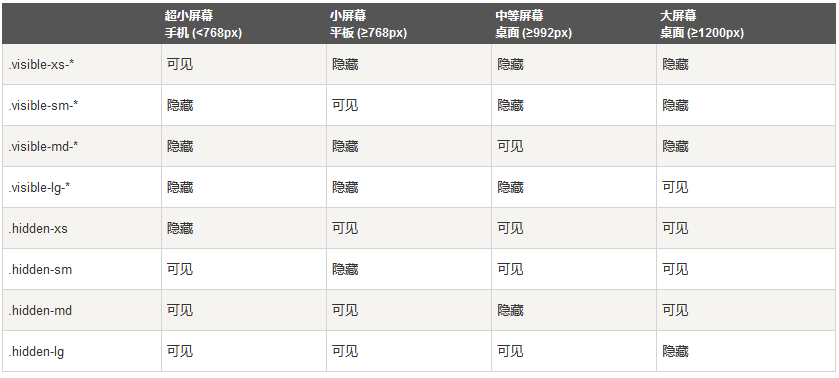 超小屏幕 小屏幕 中等屏幕 大屏幕
手机 (<768px) 平板 (≥768px) 桌面 (≥992px) 桌面 (≥1200px)
.visible-xs-* 可见 隐藏 隐藏 隐藏
.visible-sm-* 隐藏 可见 隐藏 隐藏
.visible-md-* 隐藏 隐藏 可见 隐藏
.visible-lg-* 隐藏 隐藏 隐藏 可见
.hidden-xs 隐藏 可见 可见 可见
.hidden-sm 可见 隐藏 可见 可见
.hidden-md 可见 可见 隐藏 可见
.hidden-lg 可见 可见 可见 隐藏